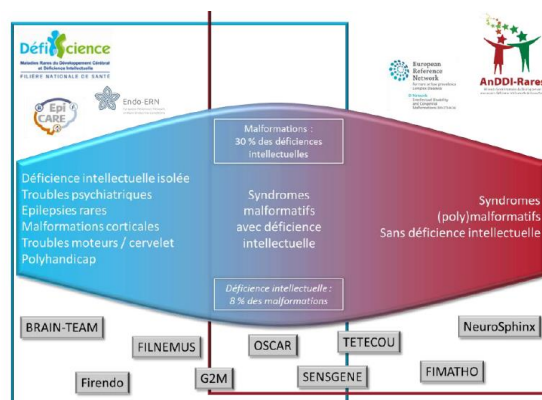 DéfiScience
Maladies Rares du Développement Cérébral
et Déficience Intellectuelle
FILIÈRE NATIONALE DE SANTÉ
Epi
CARE
Endo-ERN
European
Reference
Network
AnDDI-Rares
Malformations :
30 % des déficiences
intellectuelles
Déficience intellectuelle isolée
Troubles psychiatriques
Epilepsies rares
Malformations corticales
Troubles moteurs / cervelet
Polyhandicap
Syndromes
malformatifs
avec déficience
intellectuelle
Syndromes
(poly)malformatifs
Sans déficience intellectuelle
Déficience intellectuelle :
8 % des malformations
BRAIN-TEAM
FILNEMUS
OSCAR
TETECOU
NeuroSphinx
Firendo
G2M
SENSGENE
FIMATHO